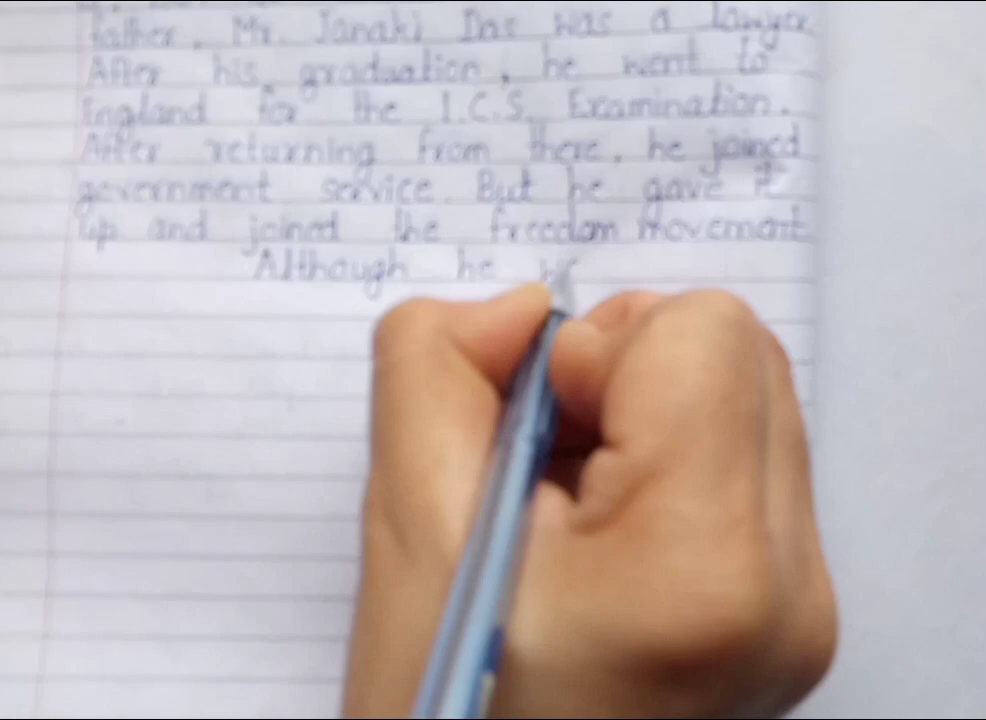 father, Mr. Janaki Das was a lawyer
After his graduation, he went to
England for the I.C.S. Examination.
After returning from there, he joined
government service. But he gave it
up and joined the freedom movement
Although he